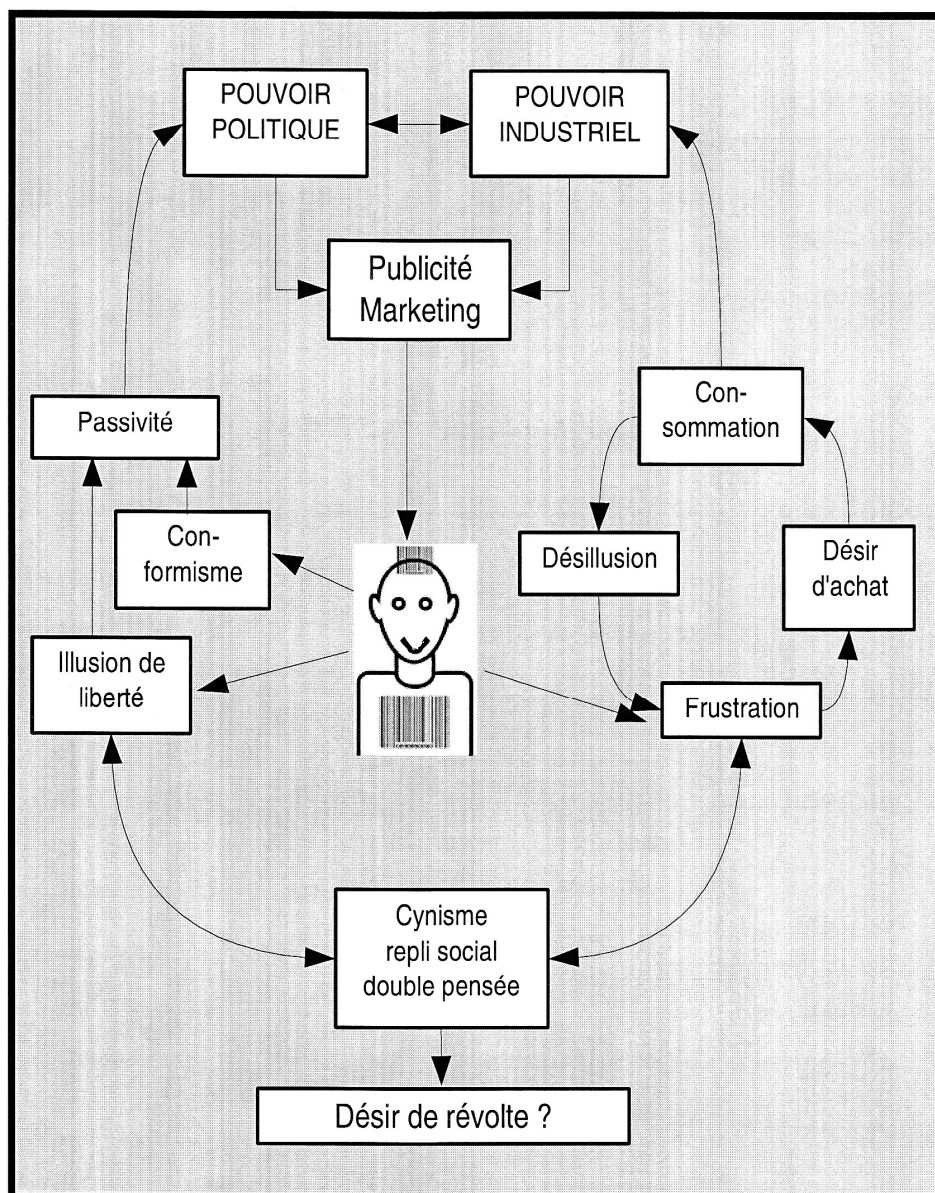 POUVOIR
POLITIQUE
POUVOIR
INDUSTRIEL
Publicité
Marketing
Passivité
Con-
sommation
Con-
formisme
Désillusion
Désir
d'achat
Illusion de
liberté
Frustration
Cynisme
repli social
double pensée
Désir de révolte ?